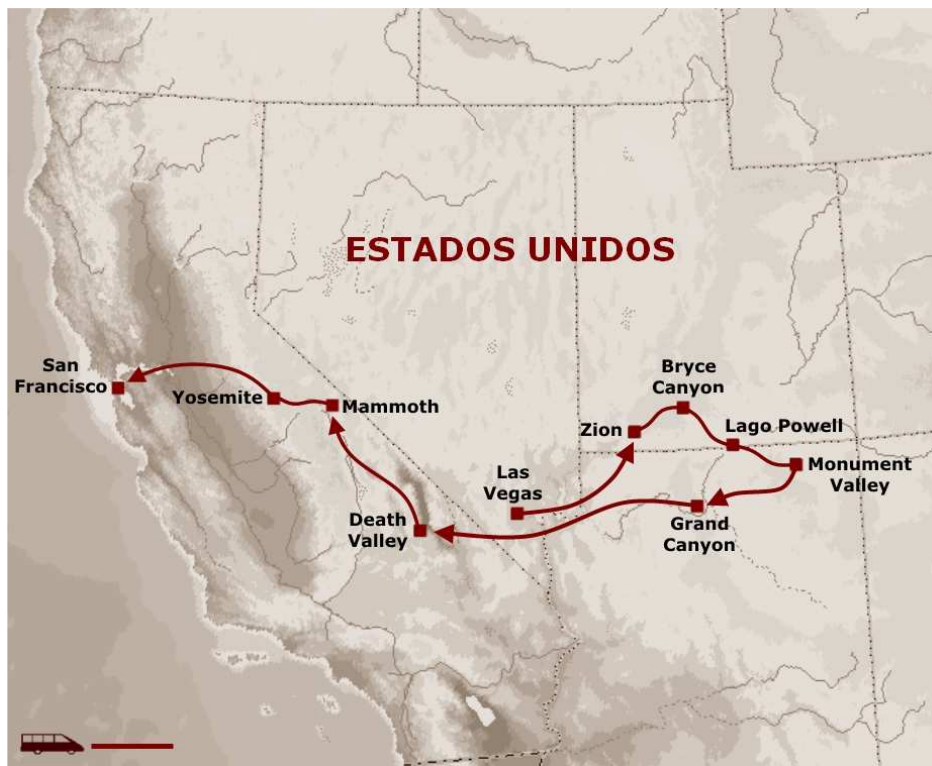 ESTADOS UNIDOS
San
Francisco
Yosemite
Mammoth
Death
Valley
Las
Vegas
Zion
Bryce
Canyon
Lago Powell
Monument
Valley
Grand
Canyon